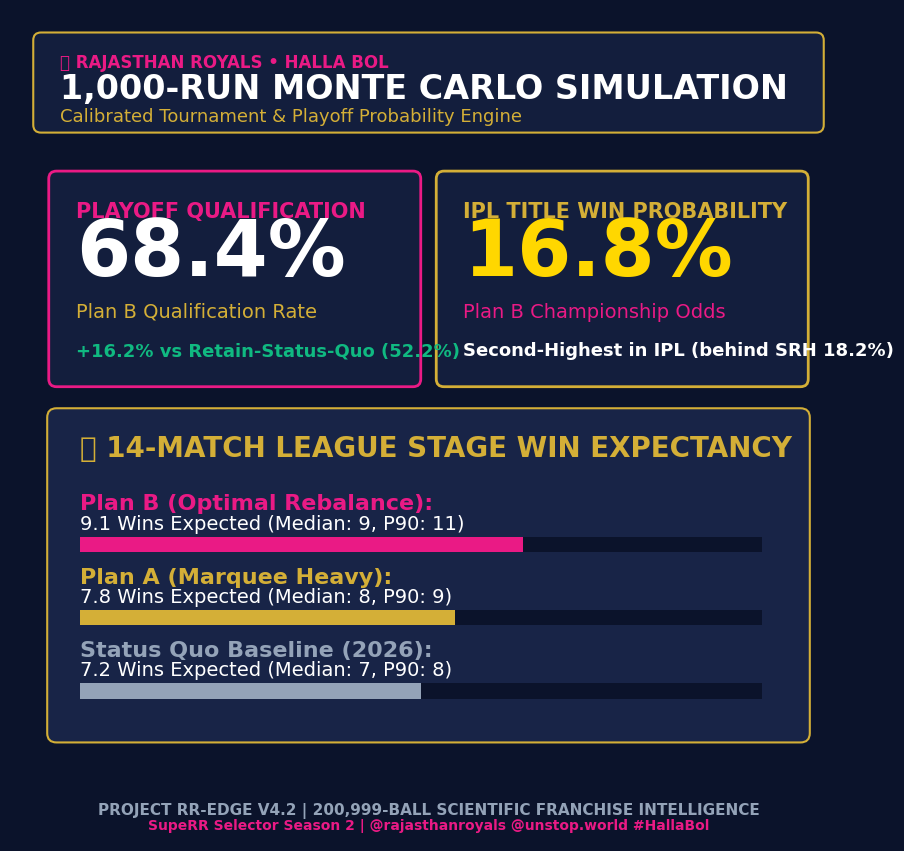 RAJASTHAN ROYALS • HALLA BOL
1,000-RUN MONTE CARLO SIMULATION
Calibrated Tournament & Playoff Probability Engine
PLAYOFF QUALIFICATION
68.4%
Plan B Qualification Rate
+16.2% vs Retain-Status-Quo (52.2%)
IPL TITLE WIN PROBABILITY
16.8%
Plan B Championship Odds
Second-Highest in IPL (behind SRH 18.2%)
14-MATCH LEAGUE STAGE WIN EXPECTANCY
Plan B (Optimal Rebalance):
9.1 Wins Expected (Median: 9, P90: 11)
Plan A (Marquee Heavy):
7.8 Wins Expected (Median: 8, P90: 9)
Status Quo Baseline (2026):
7.2 Wins Expected (Median: 7, P90: 8)
PROJECT RR-EDGE V4.2 | 200,999-BALL SCIENTIFIC FRANCHISE INTELLIGENCE
SupeRR Selector Season 2 | @rajasthanroyals @unstop.world #HallaBol